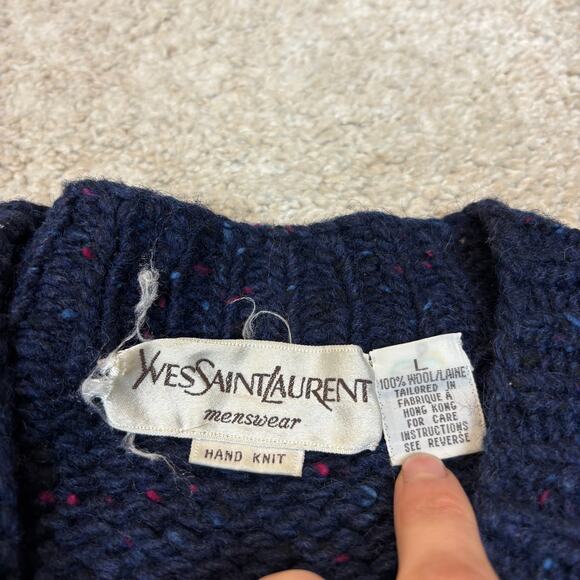 YVESSAINTLAURENT
menswear
HAND KNIT
L
100% WOOL/LAINE
TAILORED IN
FABRIQUE À
HONG KONG
FOR CARE
INSTRUCTIONS
SEE REVERSE